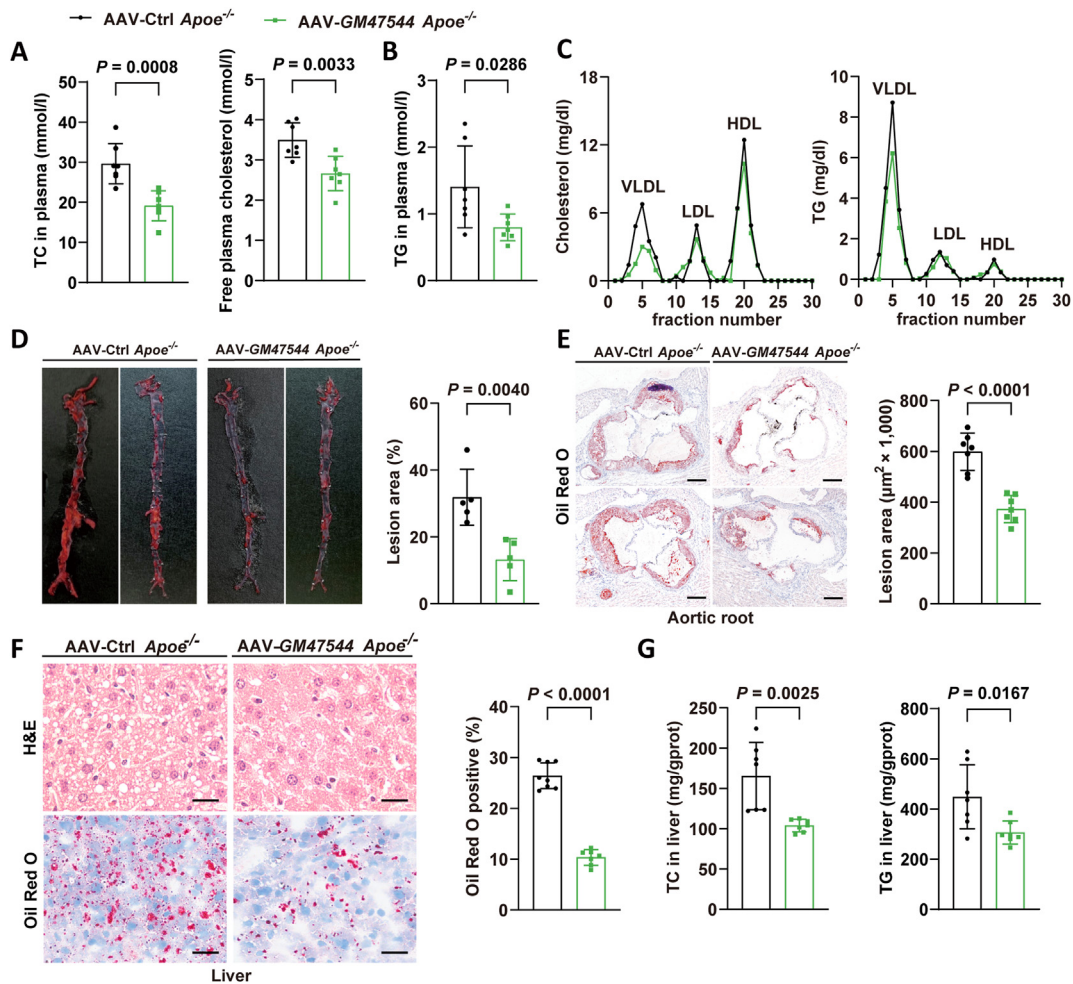 AAV-Ctrl Apoe-/- AAV-GM47544 Apoe-/-
A
P = 0.0008
TC in plasma (mmol/l)
50
40
30
20
10
0
P = 0.0033
Free plasma cholesterol (mmol/l)
5
4
3
2
1
0
B
P = 0.0286
TG in plasma (mmol/l)
3
2
1
0
C
Cholesterol (mg/dl)
18
12
6
0
VLDL
LDL
HDL
0 5 10 15 20 25 30
fraction number
TG (mg/dl)
10
8
6
4
2
0
VLDL
LDL
HDL
0 5 10 15 20 25 30
fraction number
D
AAV-Ctrl Apoe-/- AAV-GM47544 Apoe-/-
P = 0.0040
Lesion area (%)
60
40
20
0
E
AAV-Ctrl Apoe-/- AAV-GM47544 Apoe-/-
Oil Red O
Aortic root
P < 0.0001
Lesion area (μm² × 1,000)
800
600
400
200
0
F
AAV-Ctrl Apoe-/- AAV-GM47544 Apoe-/-
H&E
Oil Red O
Liver
P < 0.0001
Oil Red O positive (%)
40
30
20
10
0
G
P = 0.0025
TC in liver (mg/gprot)
250
200
150
100
50
0
P = 0.0167
TG in liver (mg/gprot)
800
600
400
200
0